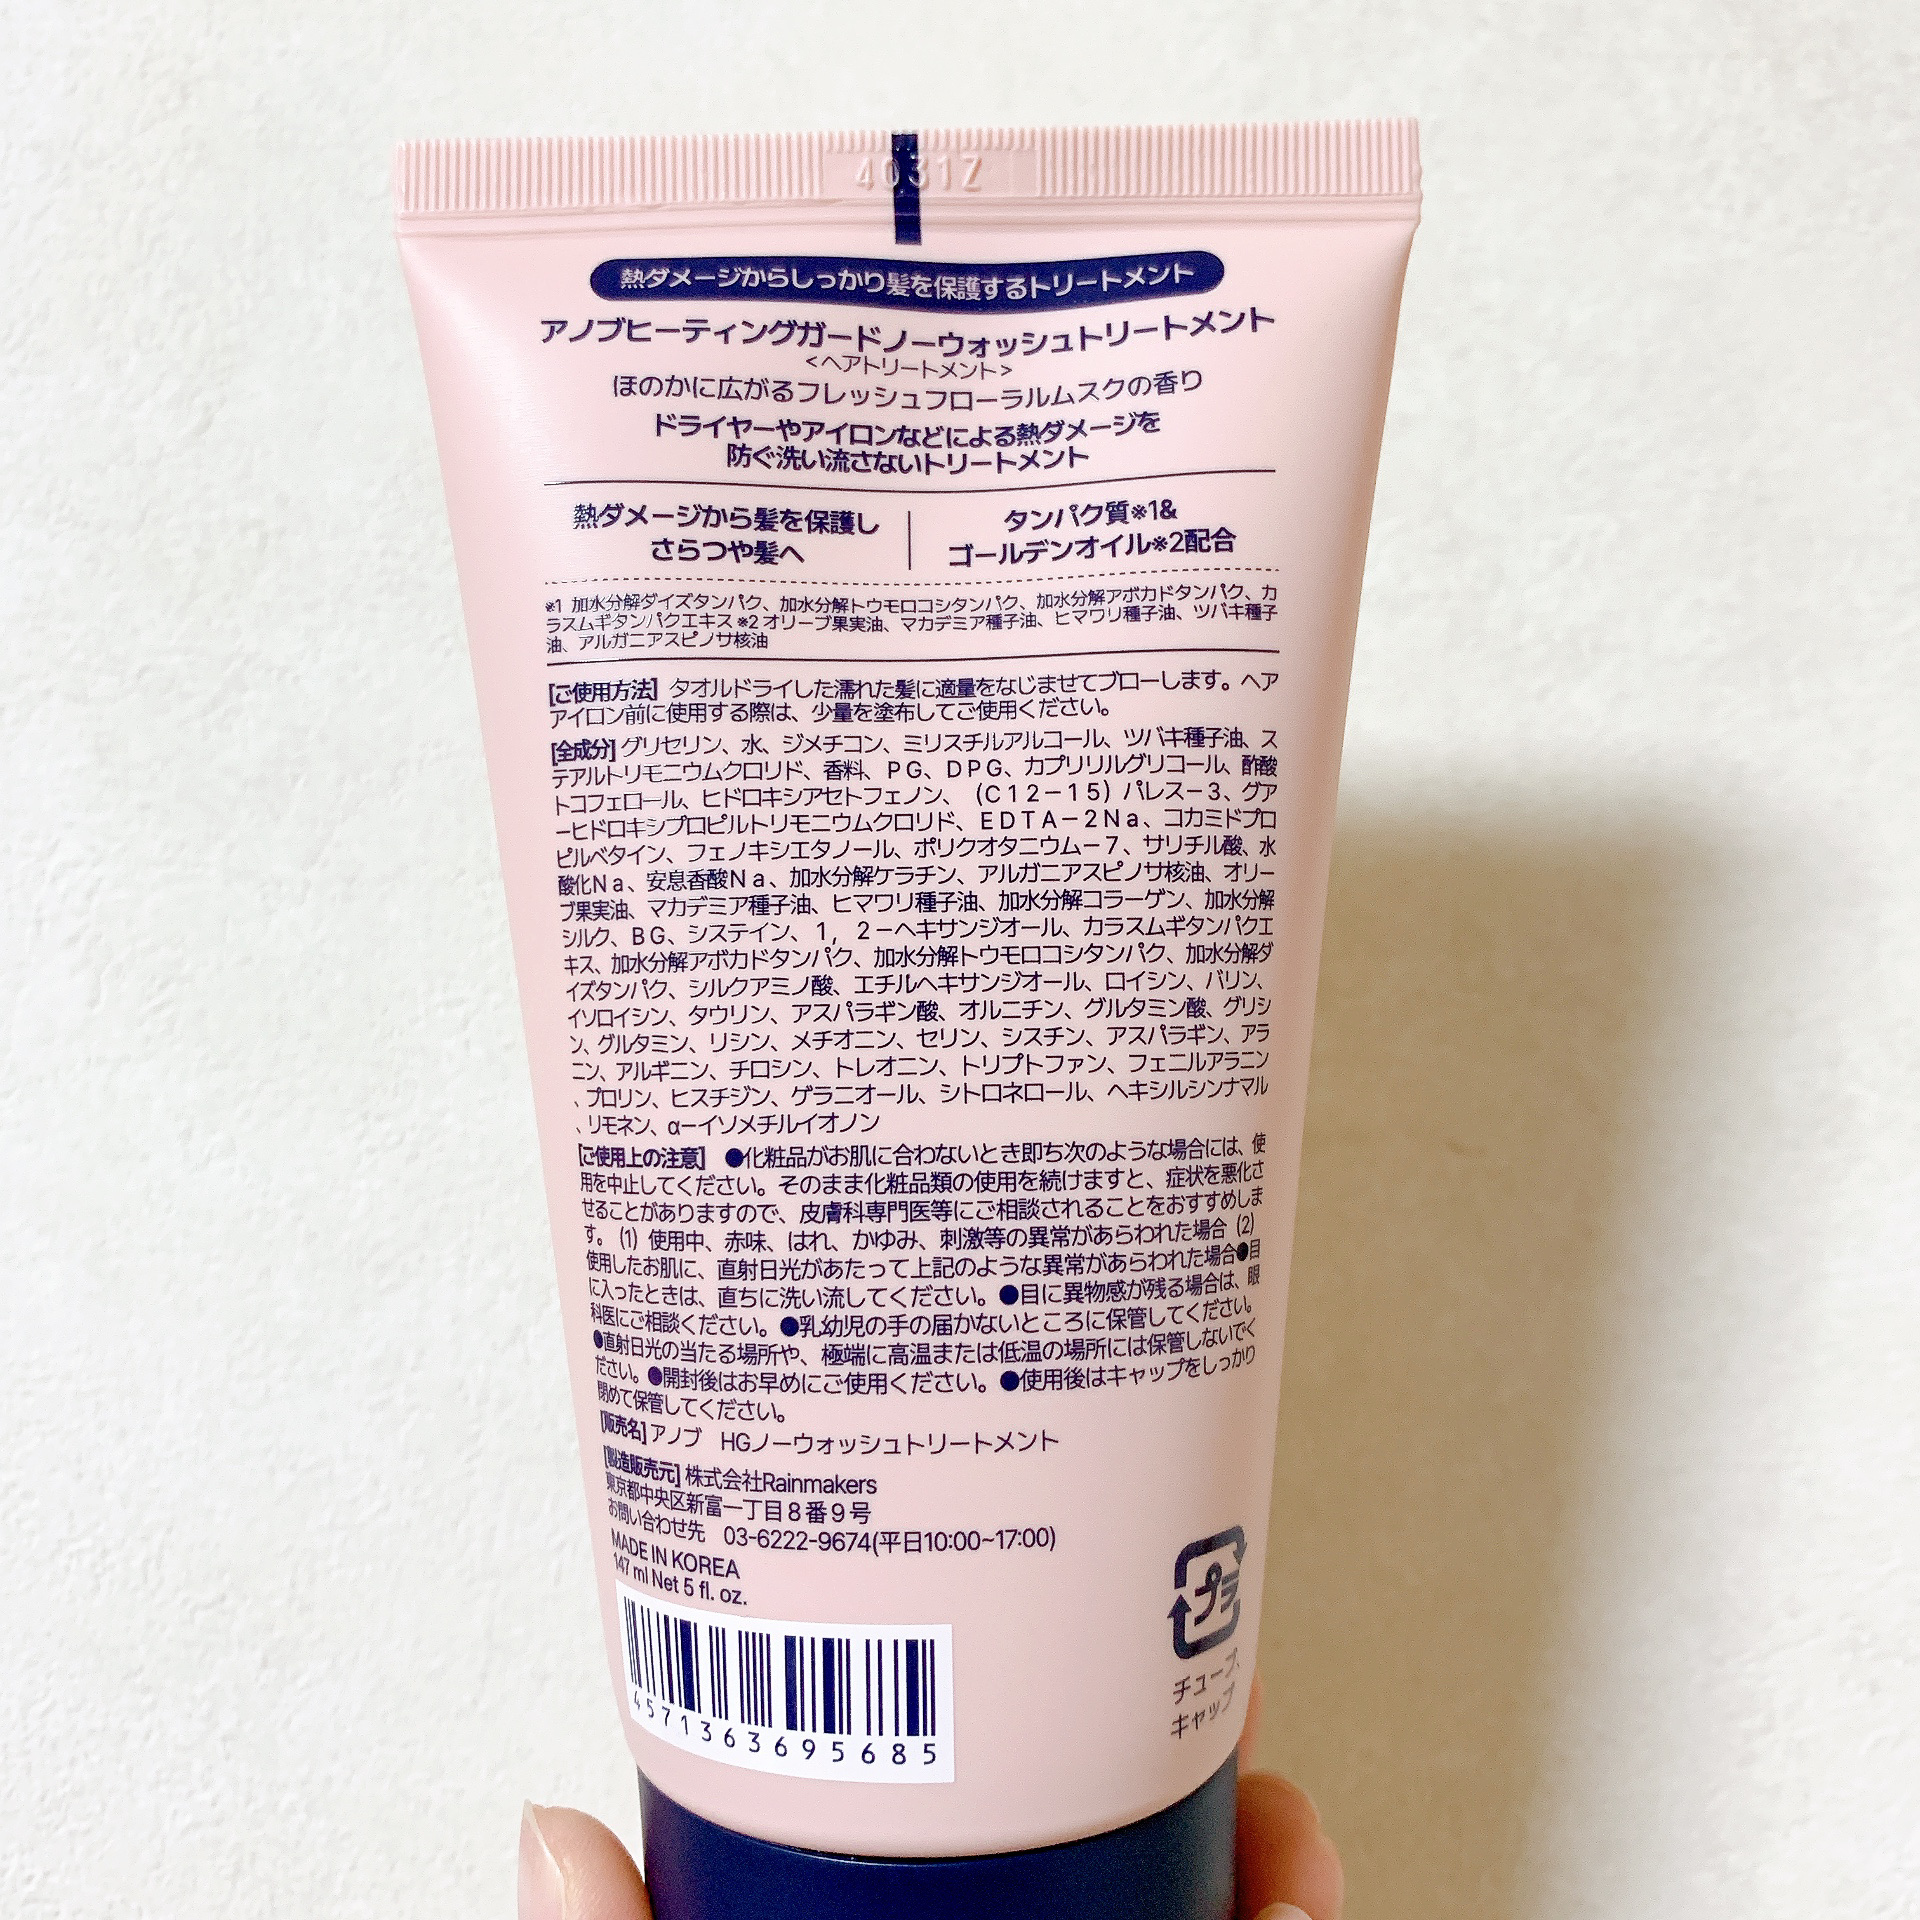 4031Z
熱ダメージからしっかり髪を保護するトリートメント
アノブヒーティングガードノーウォッシュトリートメント
<ヘアトリートメント>
ほのかに広がるフレッシュフローラルムスクの香り
ドライヤーやアイロンなどによる熱ダメージを
防ぐ洗い流さないトリートメント
熱ダメージから髪を保護し
さらつや髪へ
タンパク質※1&
ゴールデンオイル※2配合
※1 加水分解ダイズタンパク、加水分解トウモロコシタンパク、加水分解アボカドタンパク、カ
ラスムギタンパクエキス ※2 オリーブ果実油、マカデミア種子油、ヒマワリ種子油、ツバキ種子
油、アルガニアスピノサ核油
[ご使用方法] タオルドライした濡れた髪に適量をなじませてブローします。ヘア
アイロン前に使用する際は、少量を塗布してご使用ください。
[全成分] グリセリン、水、ジメチコン、ミリスチルアルコール、ツバキ種子油、ス
テアルトリモニウムクロリド、香料、PG、DPG、カプリリルグリコール、酢酸
トコフェロール、ヒドロキシアセトフェノン、(C12-15)パレス-3、グア
ーヒドロキシプロピルトリモニウムクロリド、EDTA-2Na、コカミドプロ
ピルベタイン、フェノキシエタノール、ポリクオタニウム-7、サリチル酸、水
酸化Na、安息香酸Na、加水分解ケラチン、アルガニアスピノサ核油、オリー
ブ果実油、マカデミア種子油、ヒマワリ種子油、加水分解コラーゲン、加水分解
シルク、BG、システイン、1,2-ヘキサンジオール、カラスムギタンパクエ
キス、加水分解アボカドタンパク、加水分解トウモロコシタンパク、加水分解ダ
イズタンパク、シルクアミノ酸、エチルヘキサンジオール、ロイシン、バリン、
イソロイシン、タウリン、アスパラギン酸、オルニチン、グルタミン酸、グリシ
ン、グルタミン、リシン、メチオニン、セリン、シスチン、アスパラギン、アラ
ニン、アルギニン、チロシン、トレオニン、トリプトファン、フェニルアラニン
、プロリン、ヒスチジン、ゲラニオール、シトロネロール、ヘキシルシンナマル
、リモネン、α-イソメチルイオノン
[ご使用上の注意] ●化粧品がお肌に合わないとき即ち次のような場合には、使
用を中止してください。そのまま化粧品類の使用を続けますと、症状を悪化さ
せることがありますので、皮膚科専門医等にご相談されることをおすすめしま
す。(1) 使用中、赤味、はれ、かゆみ、刺激等の異常があらわれた場合 (2)
使用したお肌に、直射日光があたって上記のような異常があらわれた場合●目
に入ったときは、直ちに洗い流してください。●目に異物感が残る場合は、眼
科医にご相談ください。●乳幼児の手の届かないところに保管してください。
●直射日光の当たる場所や、極端に高温または低温の場所には保管しないでく
ださい。●開封後はお早めにご使用ください。●使用後はキャップをしっかり
閉めて保管してください。
[販売名] アノブ HGノーウォッシュトリートメント
[製造販売元] 株式会社Rainmakers
東京都中央区新富一丁目8番9号
お問い合わせ先 03-6222-9674(平日10:00~17:00)
MADE IN KOREA
147 ml Net 5 fl. oz.
4571363695685
プラ
チューブ、
キャップ